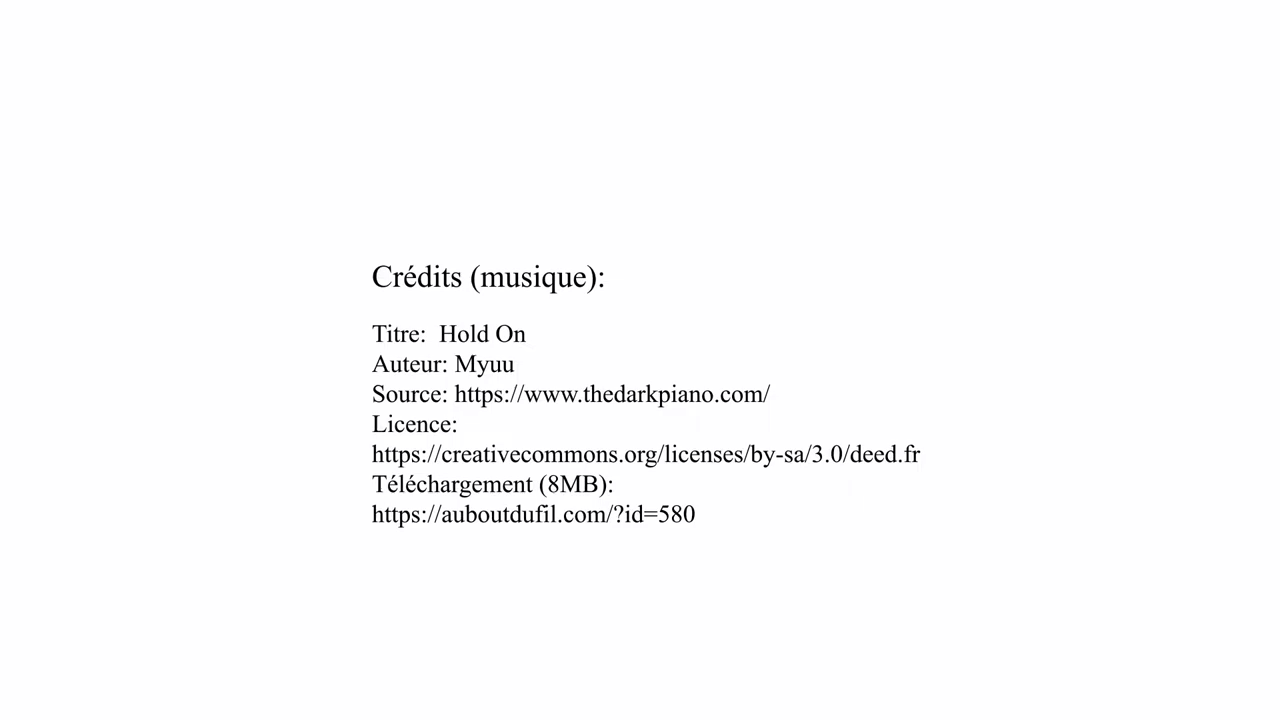 Crédits (musique):
Titre:  Hold On
Auteur: Myuu
Source: https://www.thedarkpiano.com/
Licence:
https://creativecommons.org/licenses/by-sa/3.0/deed.fr
Téléchargement (8MB):
https://auboutdufil.com/?id=580